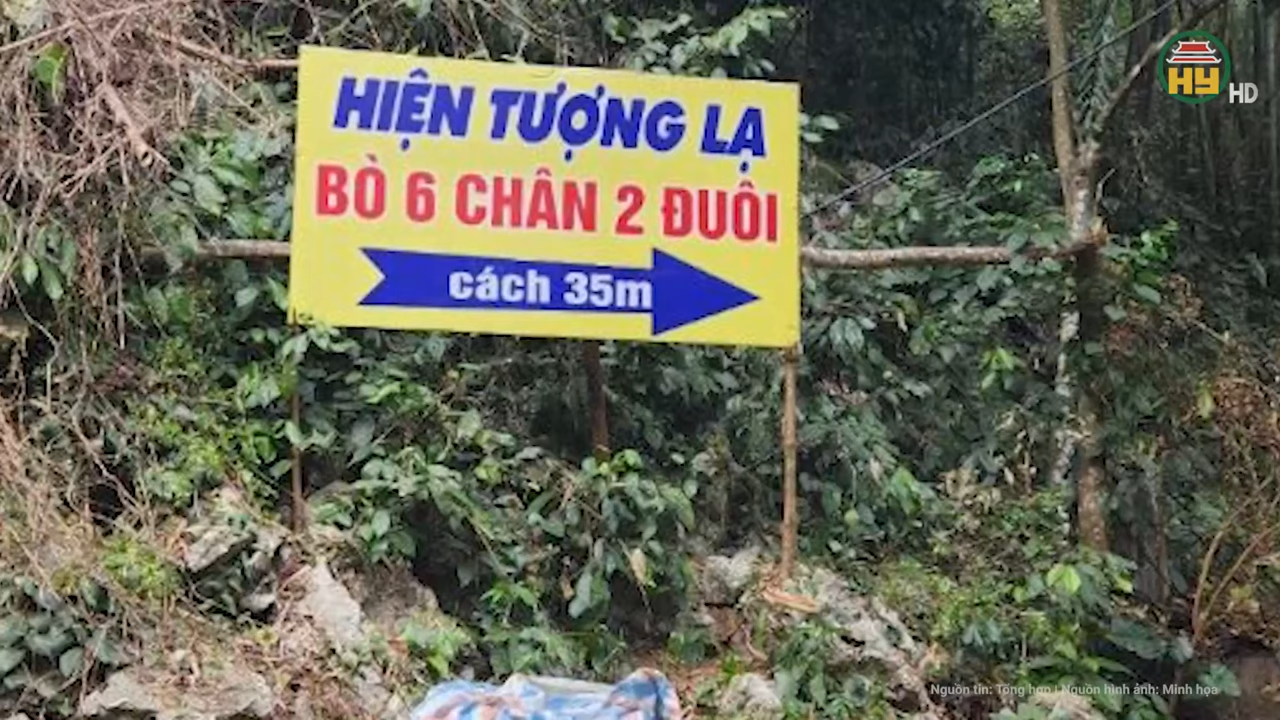 HIỆN TƯỢNG LẠ
BÒ 6 CHÂN 2 ĐUÔI
cách 35m
HY HD
Nguồn tin: Tổng hợp | Nguồn hình ảnh: Minh họa